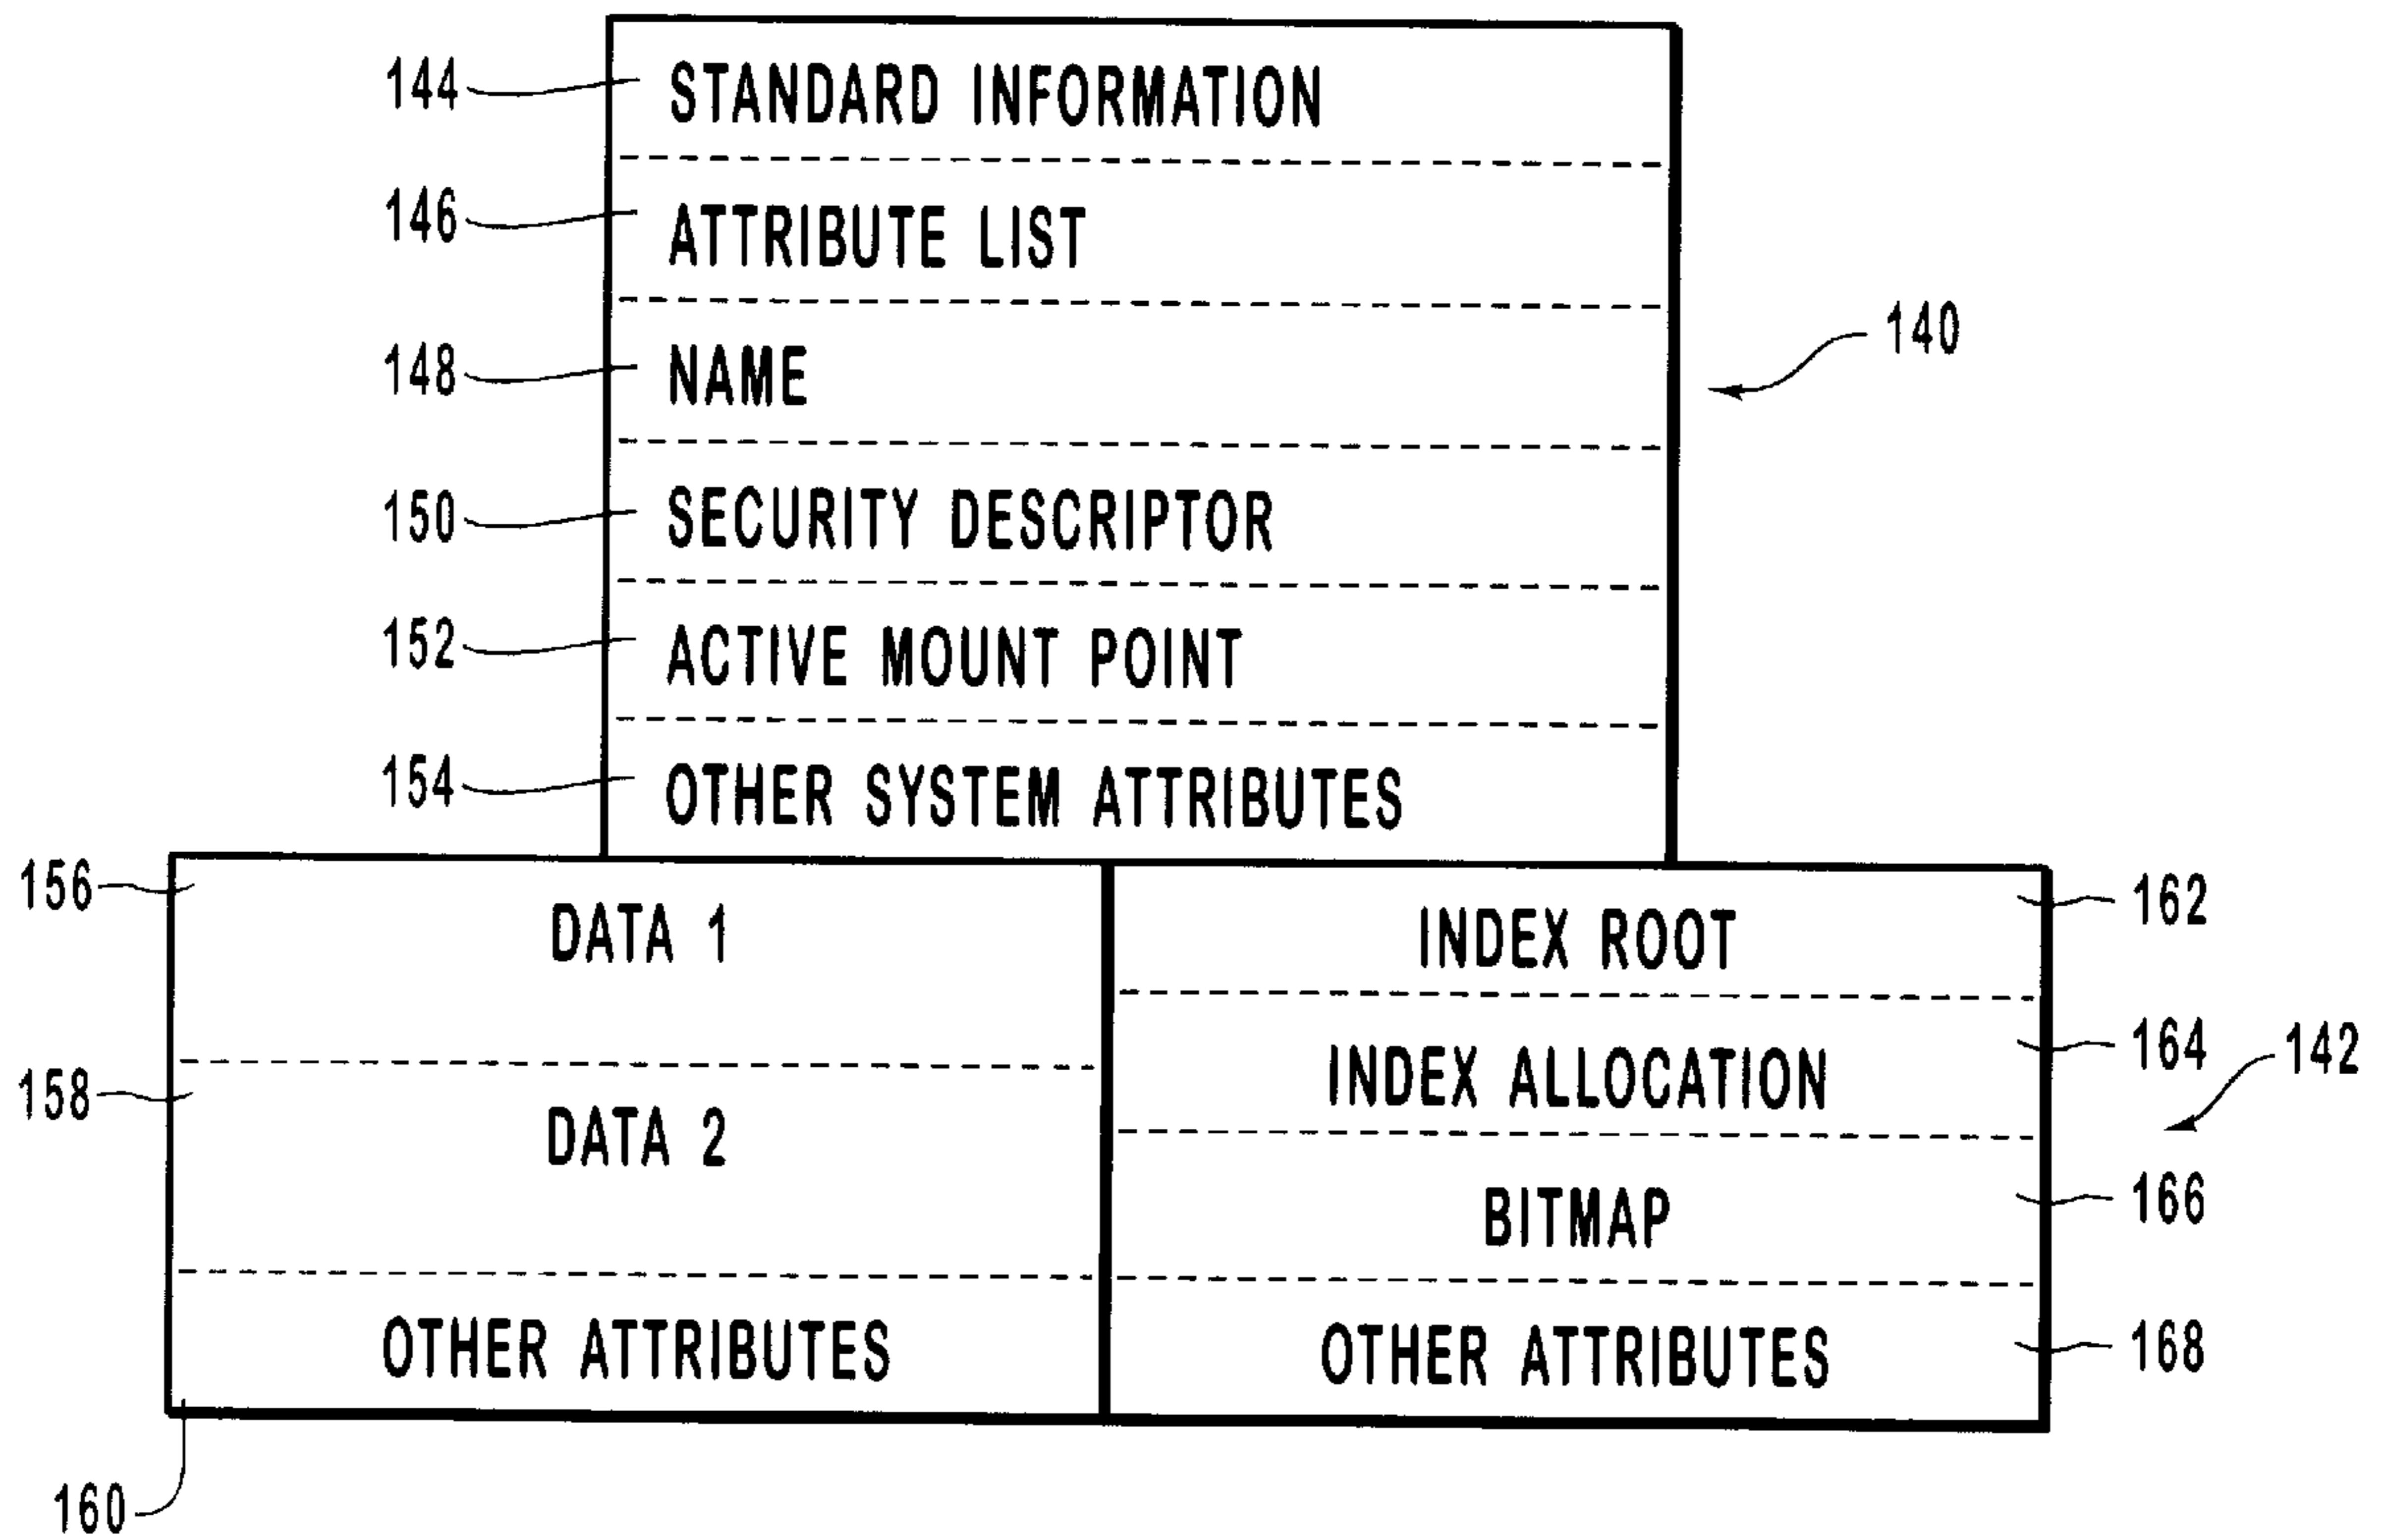 144 STANDARD INFORMATION
146 ATTRIBUTE LIST
140
148 NAME
150 SECURITY DESCRIPTOR
152 ACTIVE MOUNT POINT
154 OTHER SYSTEM ATTRIBUTES
156 DATA 1
158 DATA 2
OTHER ATTRIBUTES
160
INDEX ROOT 162
INDEX ALLOCATION 164
142
BITMAP 166
OTHER ATTRIBUTES 168